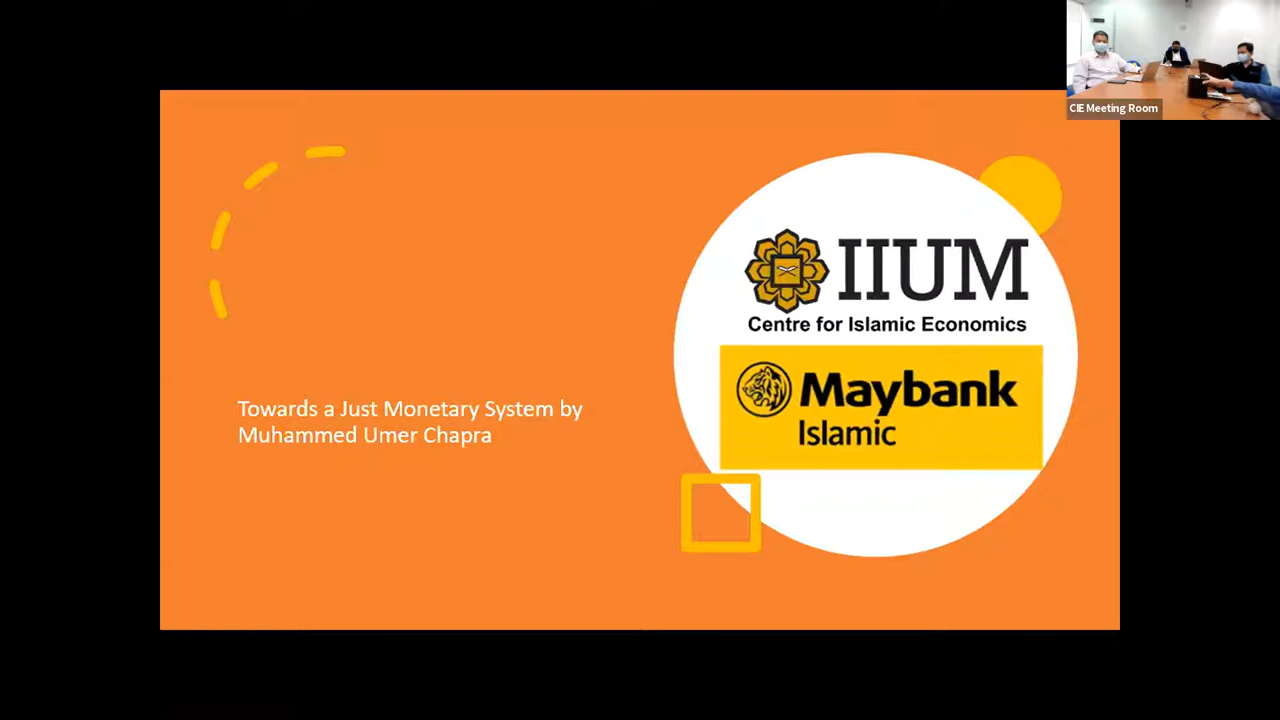 CIE Meeting Room
IIUM
Centre for Islamic Economics
Maybank
Islamic
Towards a Just Monetary System by
Muhammed Umer Chapra